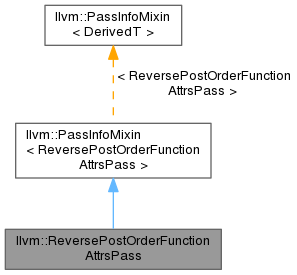 llvm::PassInfoMixin
< DerivedT >
< ReversePostOrderFunction
AttrsPass >
llvm::PassInfoMixin
< ReversePostOrderFunction
AttrsPass >
llvm::ReversePostOrderFunction
AttrsPass